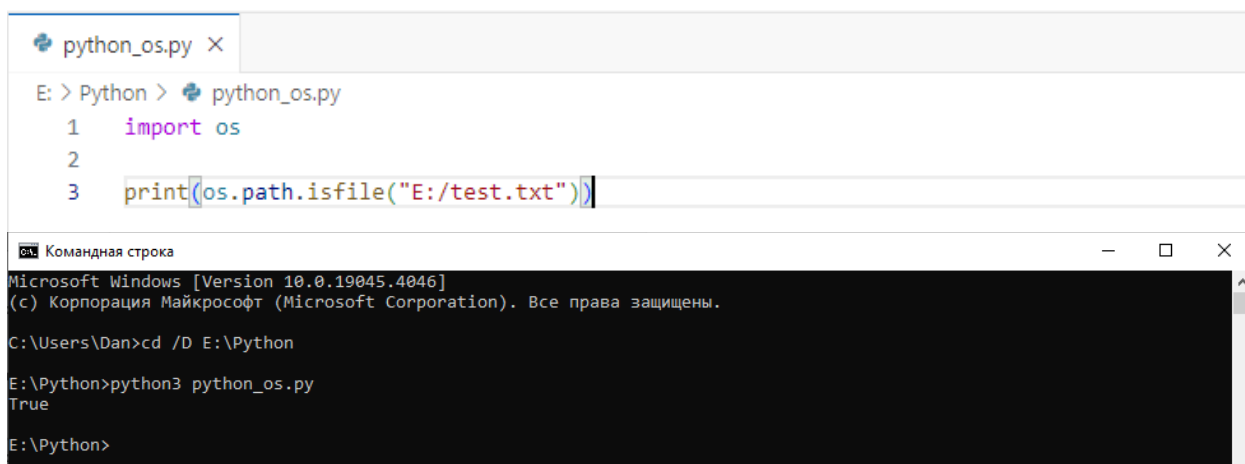 python_os.py
E: > Python > python_os.py
1 import os
2
3 print(os.path.isfile("E:/test.txt"))
Командная строка
Microsoft Windows [Version 10.0.19045.4046]
(c) Корпорация Майкрософт (Microsoft Corporation). Все права защищены.
C:\Users\Dan>cd /D E:\Python
E:\Python>python3 python_os.py
True
E:\Python>